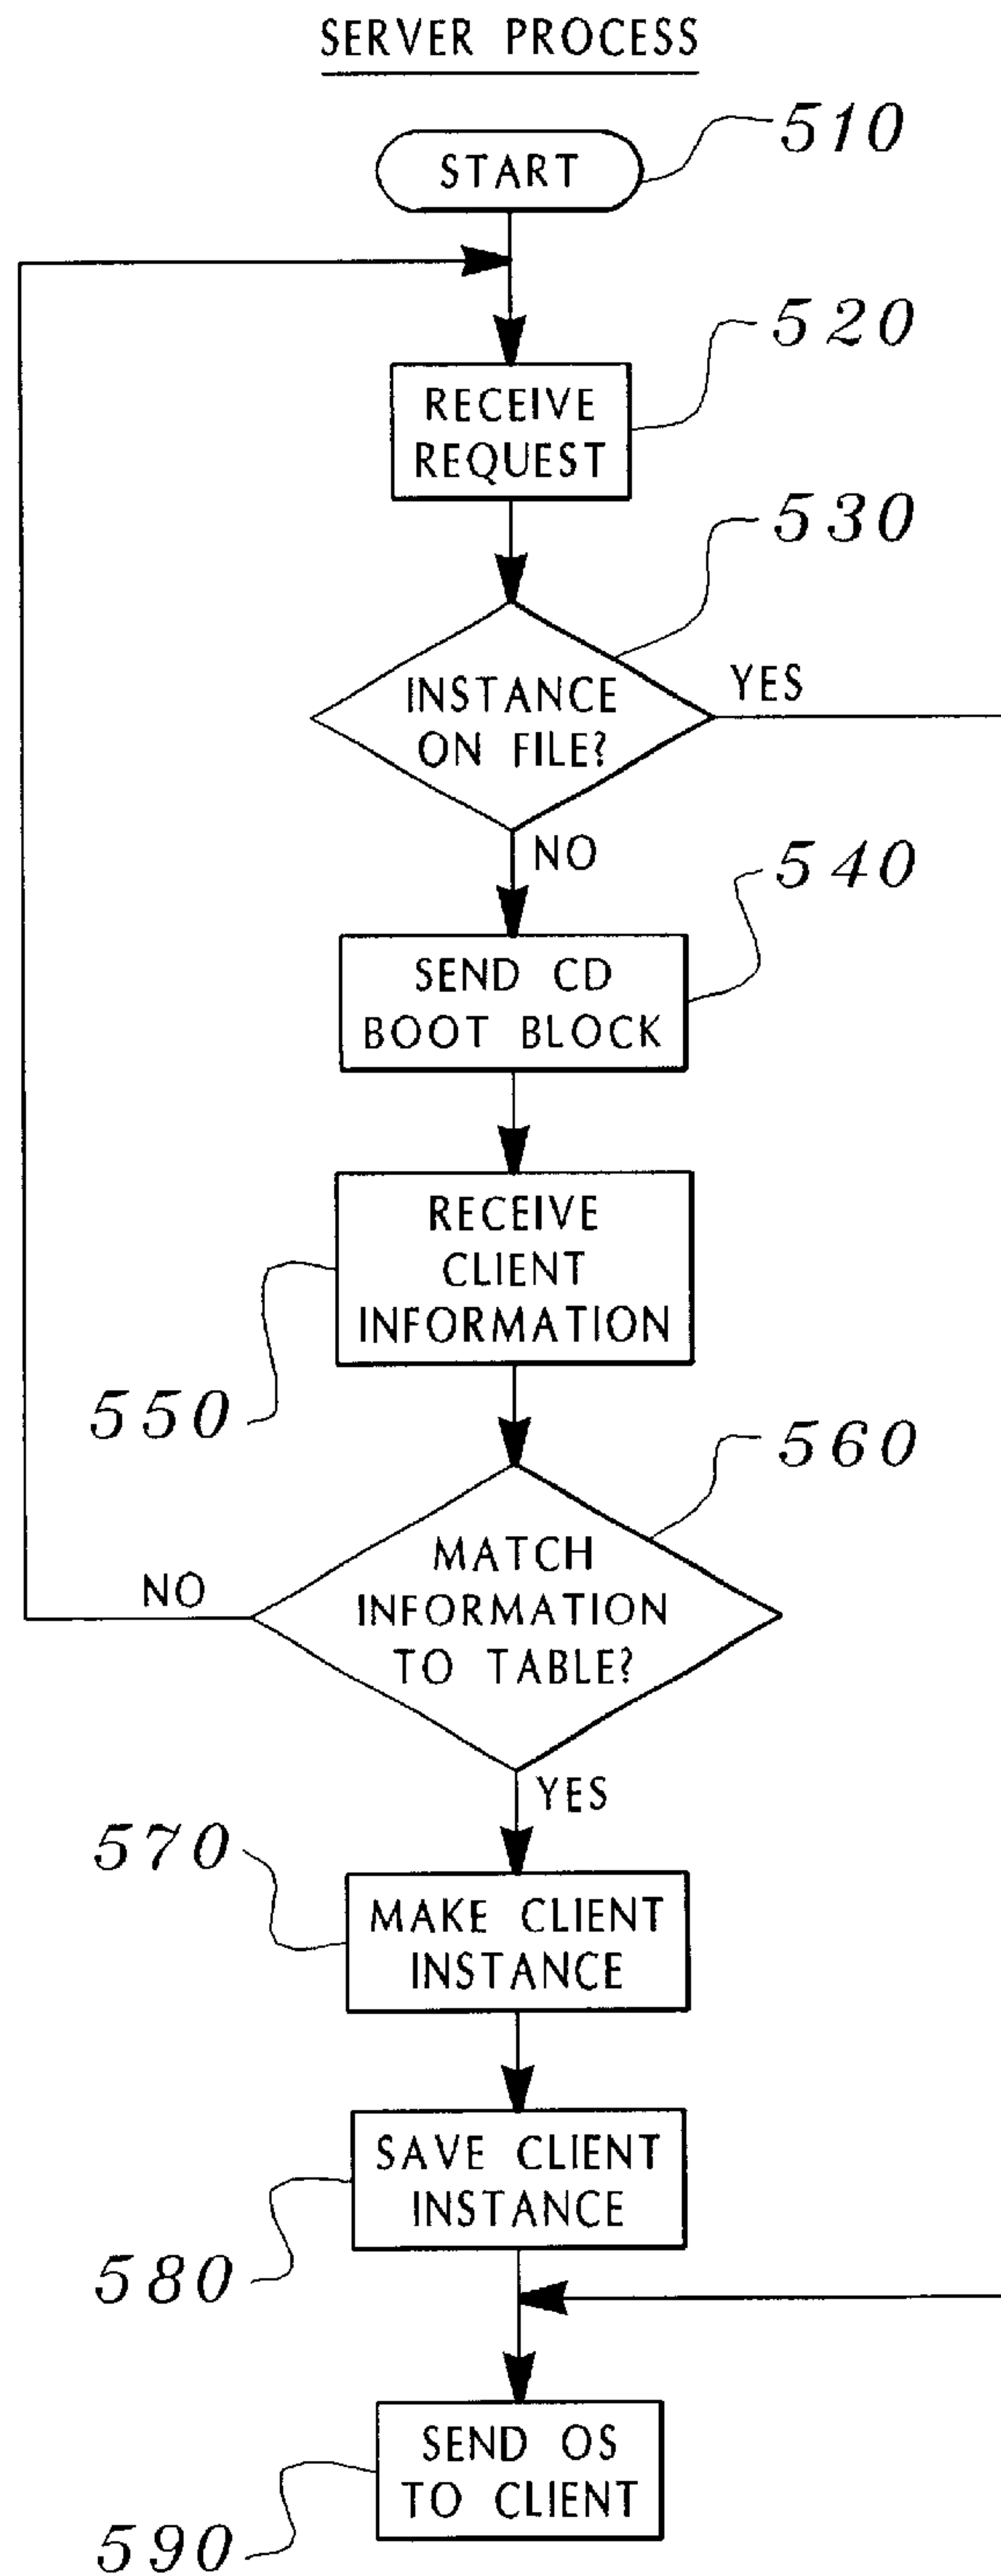 SERVER PROCESS
START
510
RECEIVE
REQUEST
520
INSTANCE
ON FILE?
530
YES
NO
SEND CD
BOOT BLOCK
540
RECEIVE
CLIENT
INFORMATION
550
MATCH
INFORMATION
TO TABLE?
560
NO
YES
MAKE CLIENT
INSTANCE
570
SAVE CLIENT
INSTANCE
580
SEND OS
TO CLIENT
590